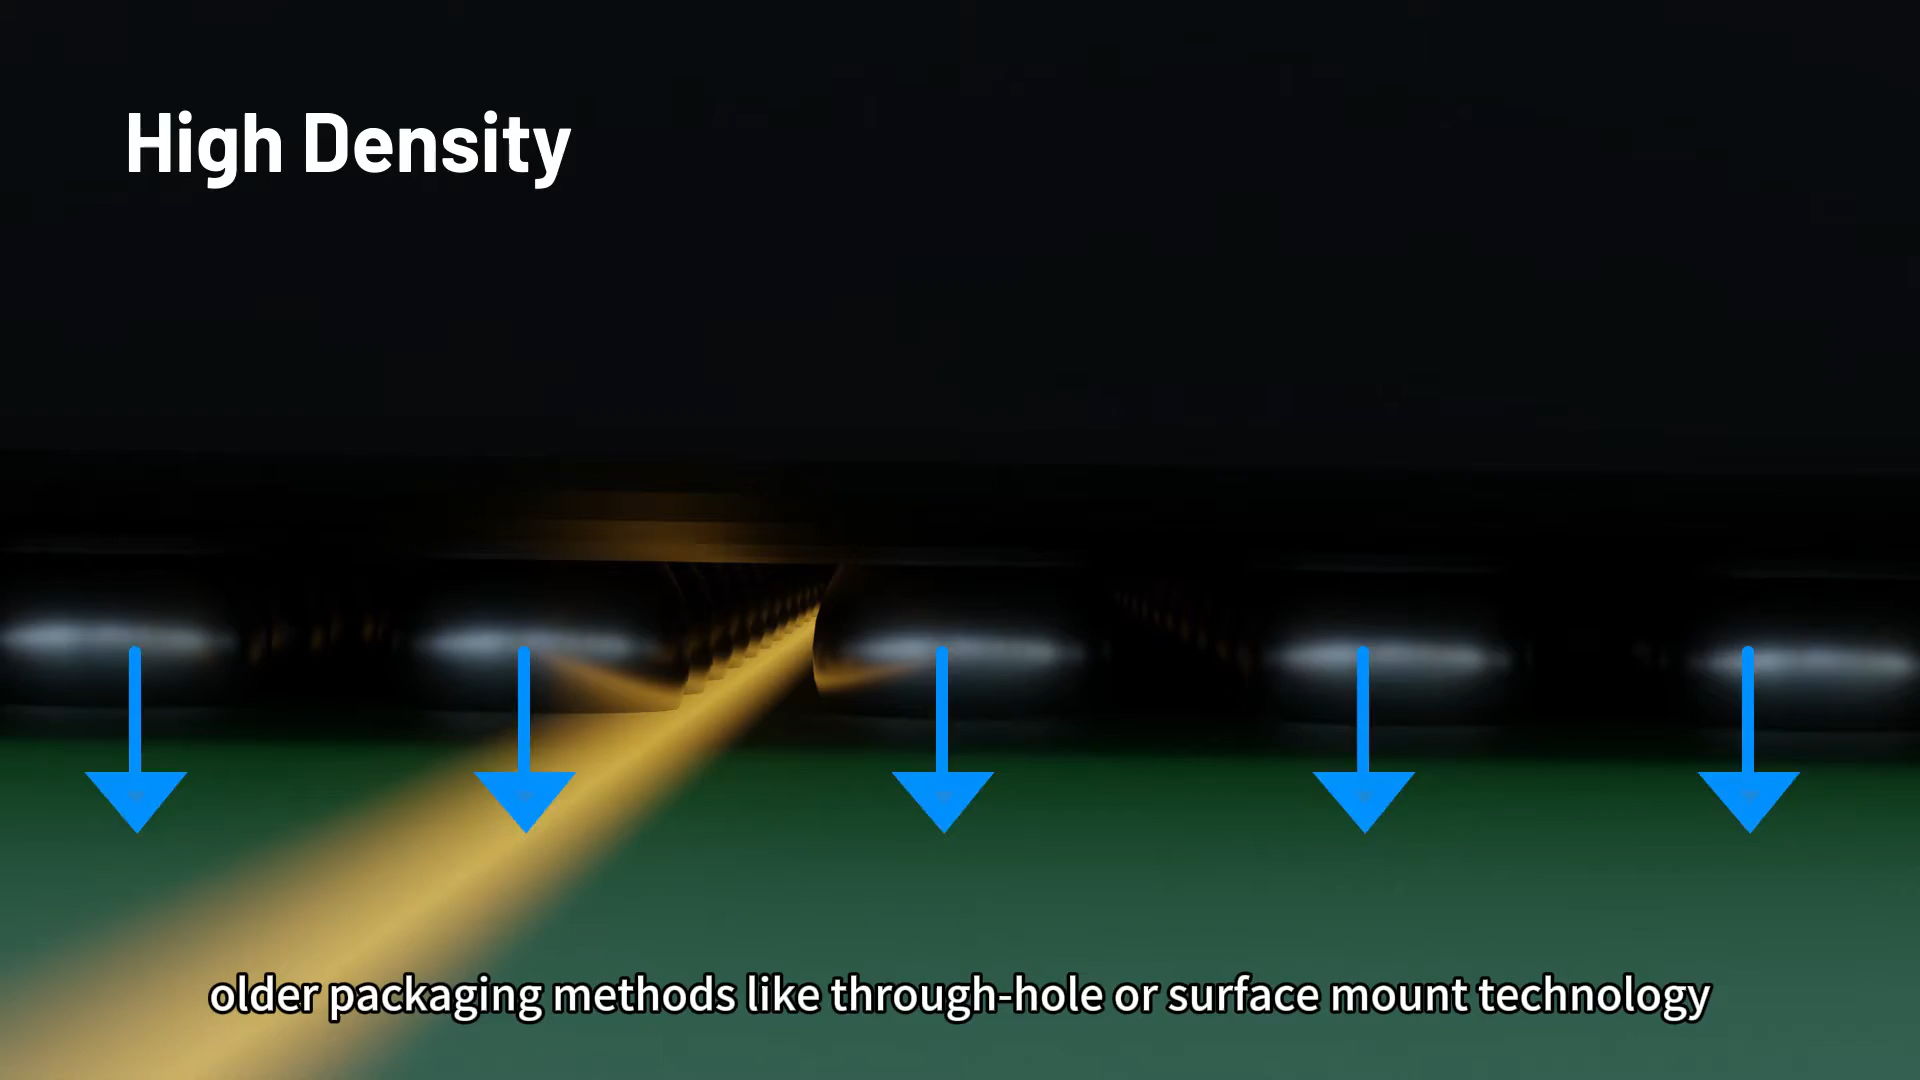 High Density
older packaging methods like through-hole or surface mount technology